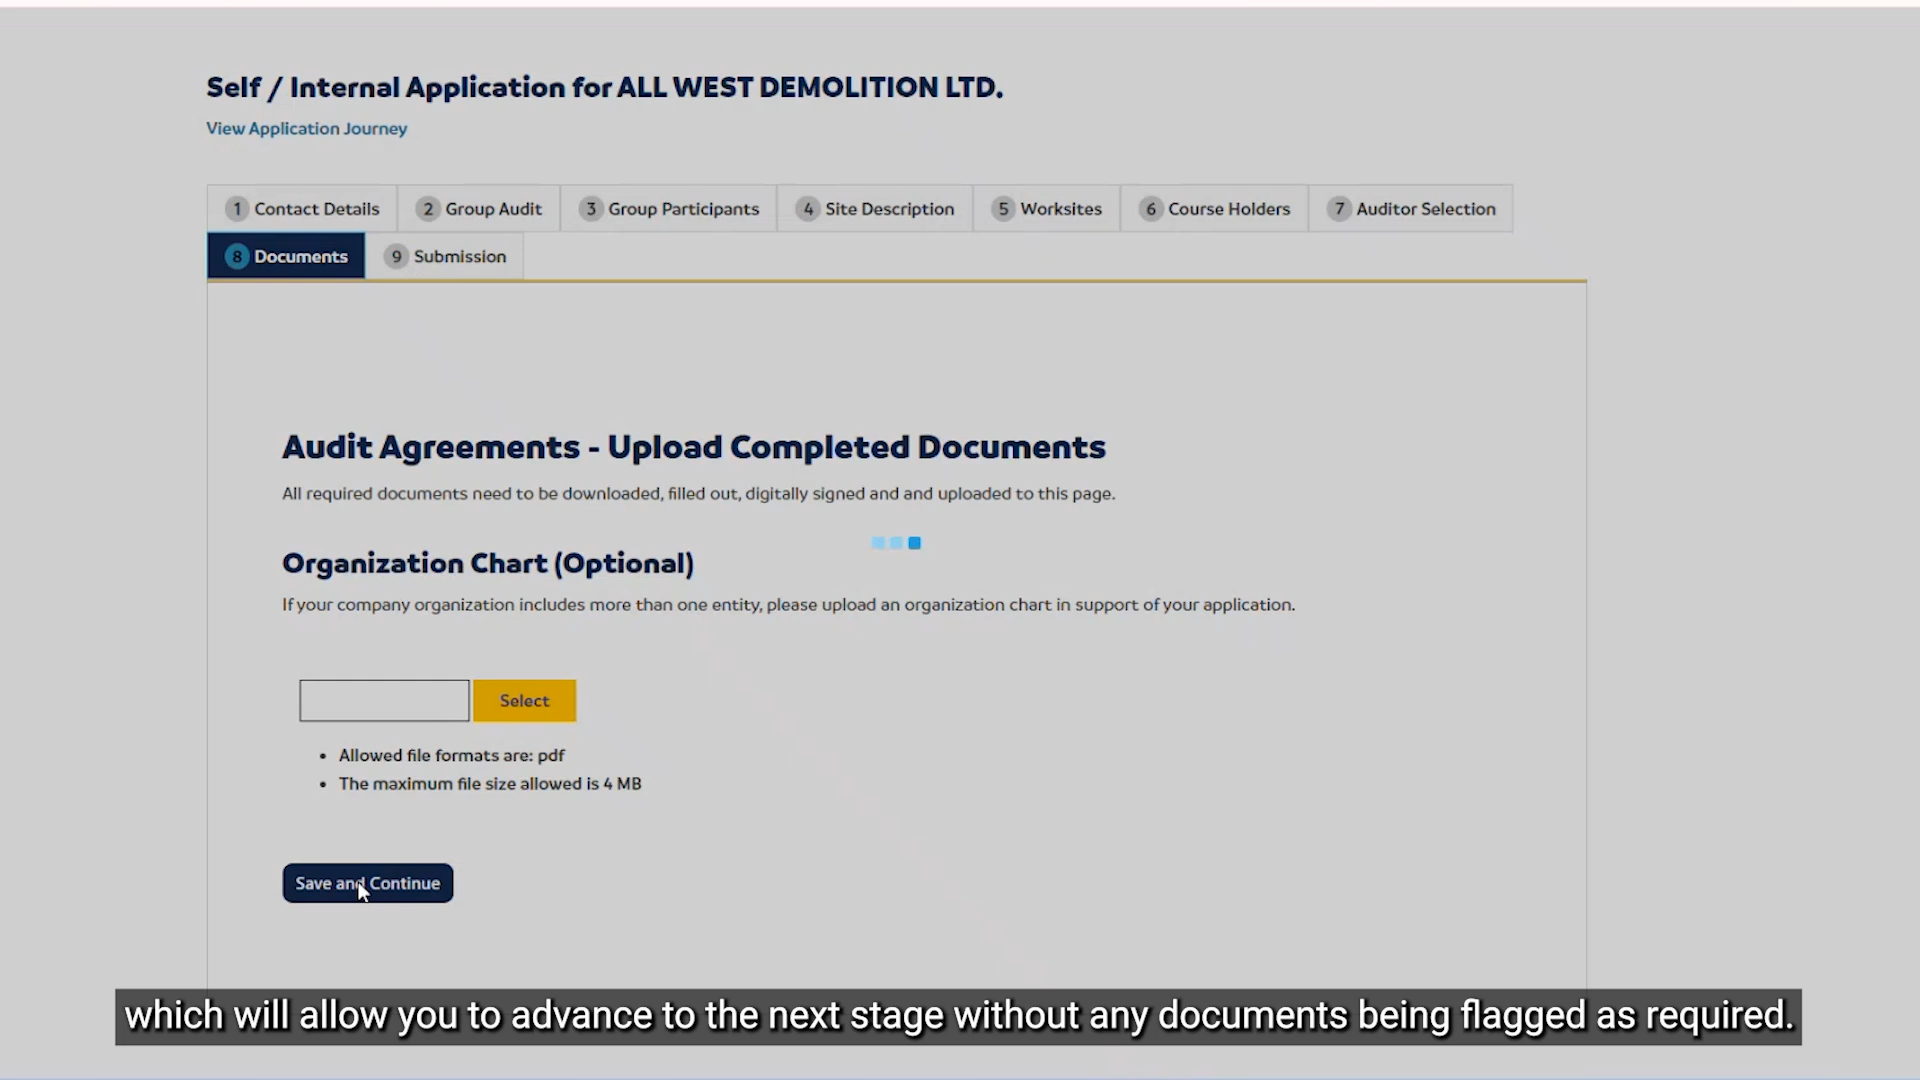 Self / Internal Application for ALL WEST DEMOLITION LTD.
View Application Journey
1 Contact Details 2 Group Audit 3 Group Participants 4 Site Description 5 Worksites 6 Course Holders 7 Auditor Selection
8 Documents 9 Submission
Audit Agreements - Upload Completed Documents
All required documents need to be downloaded, filled out, digitally signed and and uploaded to this page.
Organization Chart (Optional)
If your company organization includes more than one entity, please upload an organization chart in support of your application.
Select
• Allowed file formats are: pdf
• The maximum file size allowed is 4 MB
Save and Continue
which will allow you to advance to the next stage without any documents being flagged as required.